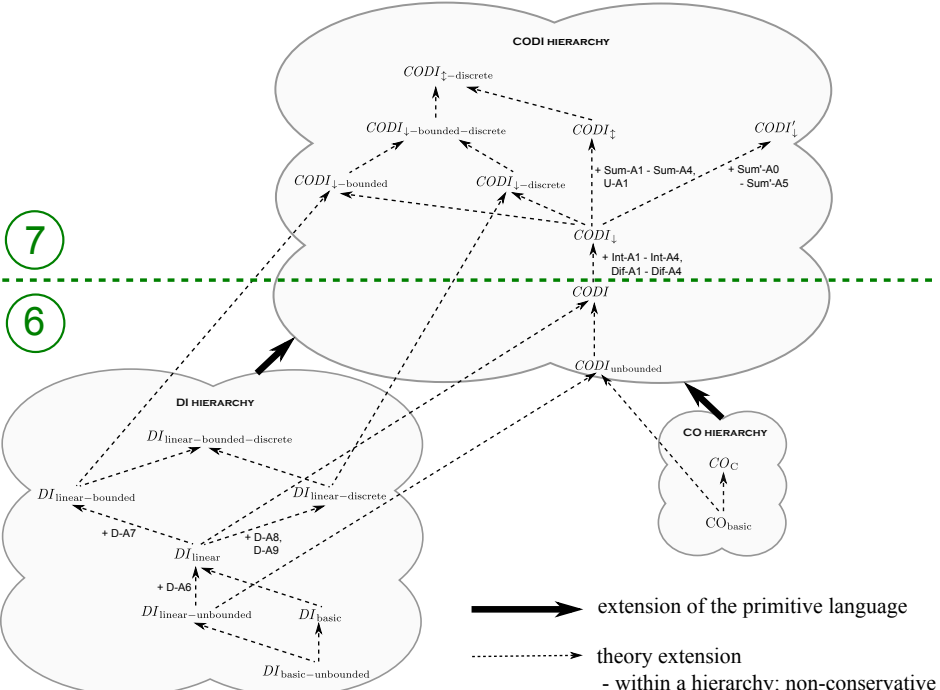 CODI HIERARCHY
CODI↕−discrete
CODI↓−bounded−discrete
CODI↕
CODI′↓
+ Sum-A1 - Sum-A4,
U-A1
+ Sum'-A0
- Sum'-A5
CODI↓−bounded
CODI↓−discrete
7
CODI↓
+ Int-A1 - Int-A4,
Dif-A1 - Dif-A4
6
CODI
CODIunbounded
DI HIERARCHY
DIlinear−bounded−discrete
DIlinear−bounded
DIlinear−discrete
+ D-A7
+ D-A8,
D-A9
DIlinear
+ D-A6
DIlinear−unbounded
DIbasic
DIbasic−unbounded
CO HIERARCHY
COC
CObasic
extension of the primitive language
theory extension
- within a hierarchy: non-conservative